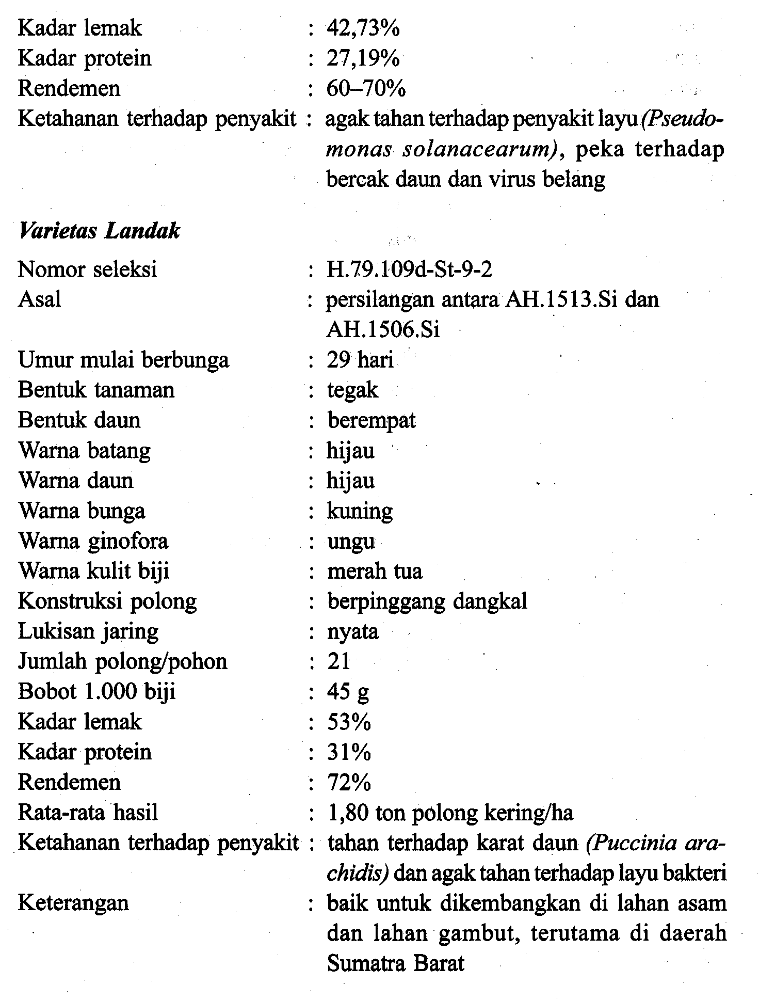 Kadar lemak : 42,73%
Kadar protein : 27,19%
Rendemen : 60–70%
Ketahanan terhadap penyakit : agak tahan terhadap penyakit layu (Pseudo-
monas solanacearum), peka terhadap
bercak daun dan virus belang
Varietas Landak
Nomor seleksi : H.79.109d-St-9-2
Asal : persilangan antara AH.1513.Si dan
AH.1506.Si
Umur mulai berbunga : 29 hari
Bentuk tanaman : tegak
Bentuk daun : berempat
Warna batang : hijau
Warna daun : hijau
Warna bunga : kuning
Warna ginofora : ungu
Warna kulit biji : merah tua
Konstruksi polong : berpinggang dangkal
Lukisan jaring : nyata
Jumlah polong/pohon : 21
Bobot 1.000 biji : 45 g
Kadar lemak : 53%
Kadar protein : 31%
Rendemen : 72%
Rata-rata hasil : 1,80 ton polong kering/ha
Ketahanan terhadap penyakit : tahan terhadap karat daun (Puccinia ara-
chidis) dan agak tahan terhadap layu bakteri
Keterangan : baik untuk dikembangkan di lahan asam
dan lahan gambut, terutama di daerah
Sumatra Barat